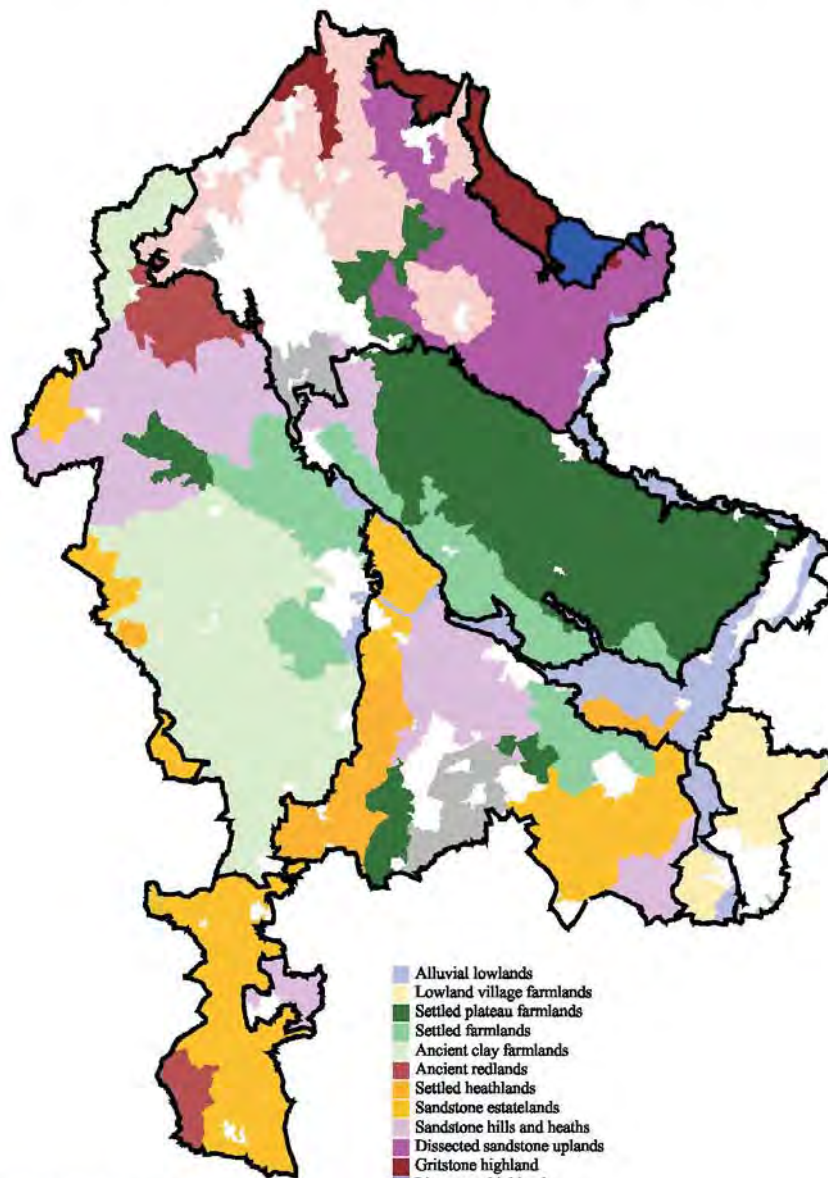 Alluvial lowlands
Lowland village farmlands
Settled plateau farmlands
Settled farmlands
Ancient clay farmlands
Ancient redlands
Settled heathlands
Sandstone estatelands
Sandstone hills and heaths
Dissected sandstone uplands
Gritstone highland